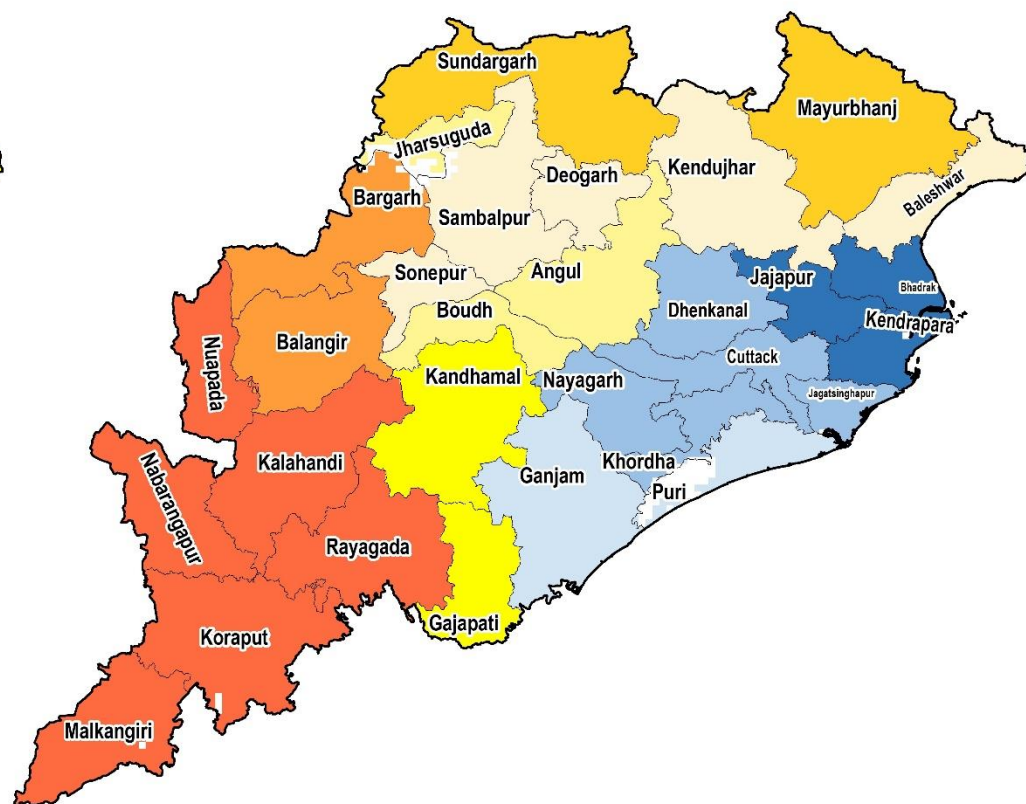 Sundargarh
Mayurbhanj
Jharsuguda
Kendujhar
Deogarh
Bargarh
Baleshwar
Sambalpur
Sonepur
Angul
Jajapur
Bhadrak
Boudh
Dhenkanal
Kendrapara
Balangir
Nuapada
Cuttack
Kandhamal
Nayagarh
Jagatsinghapur
Kalahandi
Khordha
Ganjam
Puri
Nabarangapur
Rayagada
Gajapati
Koraput
Malkangiri